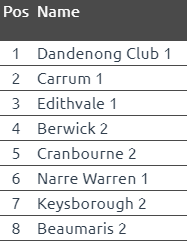 Pos Name
1 Dandenong Club 1
2 Carrum 1
3 Edithvale 1
4 Berwick 2
5 Cranbourne 2
6 Narre Warren 1
7 Keysborough 2
8 Beaumaris 2